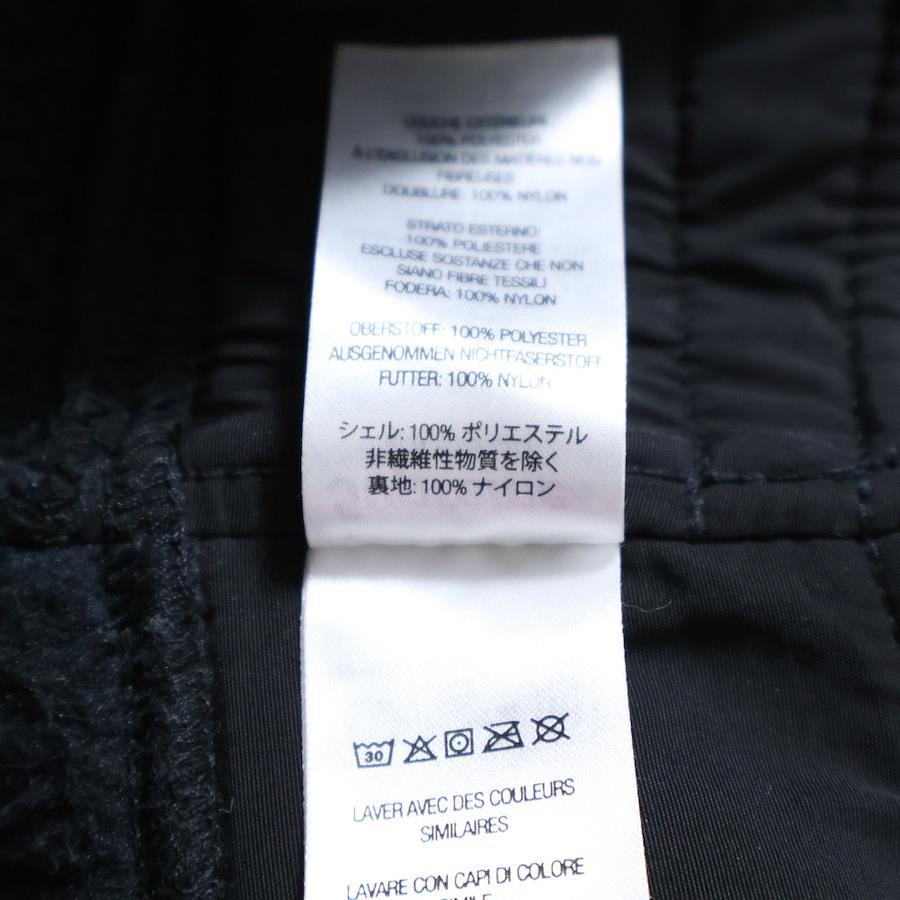 COUCHE EXTÉRIEURE
100% POLYESTER
À L'EXCLUSION DES MATIÈRES NON
FIBREUSES
DOUBLURE: 100% NYLON
STRATO ESTERNO:
100% POLIESTERE
ESCLUSE SOSTANZE CHE NON
SIANO FIBRE TESSILI
FODERA: 100% NYLON
OBERSTOFF: 100% POLYESTER
AUSGENOMMEN NICHTFASERSTOFF
FUTTER: 100% NYLON
シェル: 100% ポリエステル
非繊維性物質を除く
裏地: 100% ナイロン
30
LAVER AVEC DES COULEURS
SIMILAIRES
LAVARE CON CAPI DI COLORE